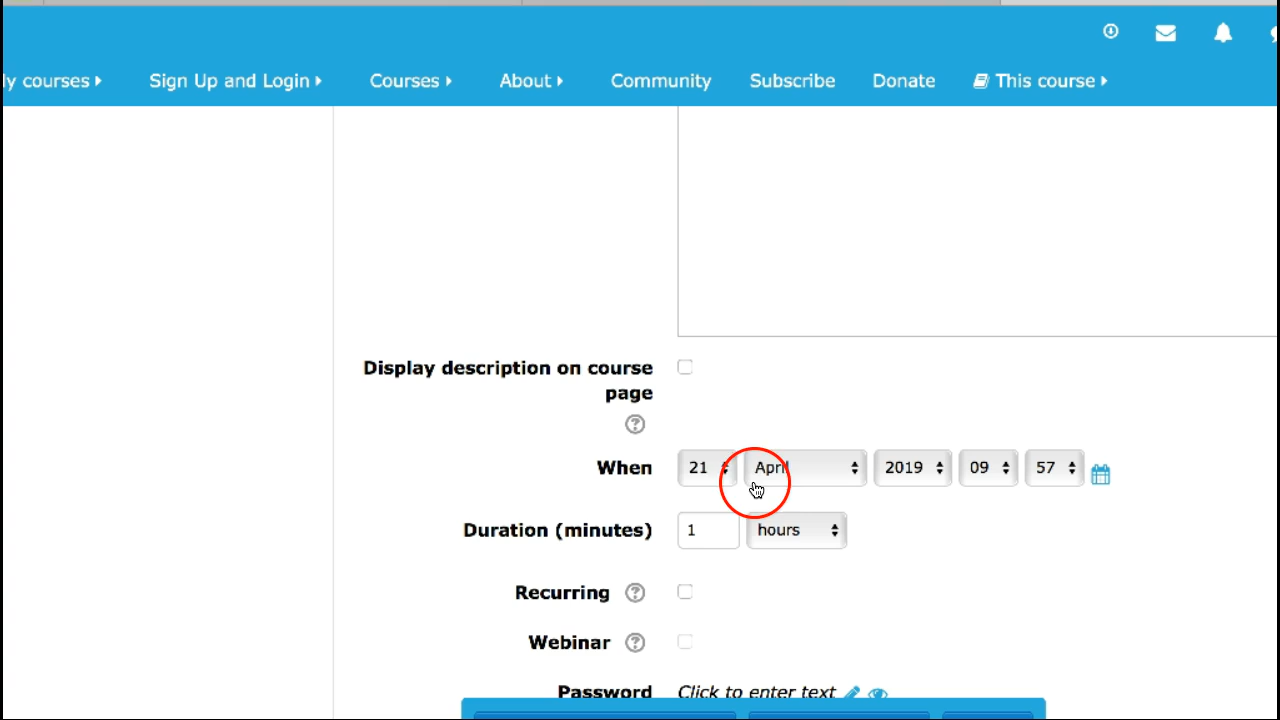 y courses
Sign Up and Login
Courses
About
Community
Subscribe
Donate
This course
Display description on course
page
When
21
April
2019
09
57
Duration (minutes)
1
hours
Recurring
Webinar
Password
Click to enter text